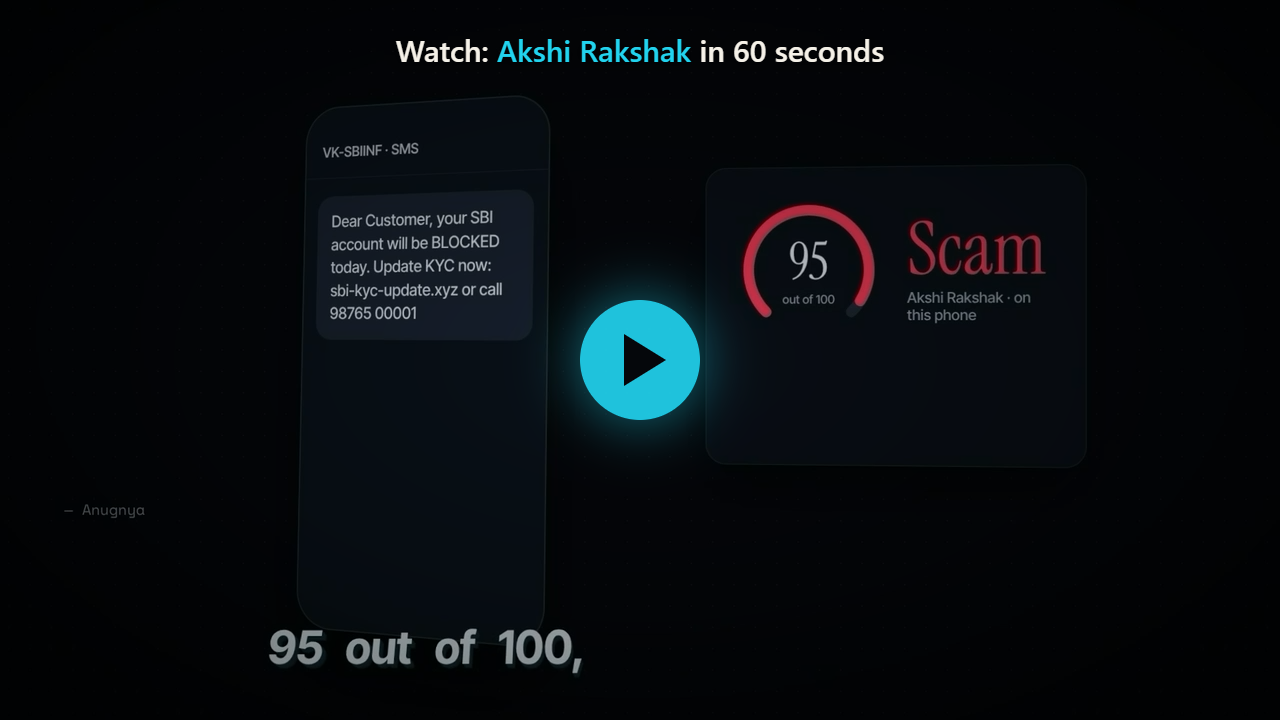 Watch: Akshi Rakshak in 60 seconds
VK-SBIINF · SMS
Dear Customer, your SBI
account will be BLOCKED
today. Update KYC now:
sbi-kyc-update.xyz or call
98765 00001
95
out of 100
Scam
Akshi Rakshak · on
this phone
— Anugnya
95 out of 100,